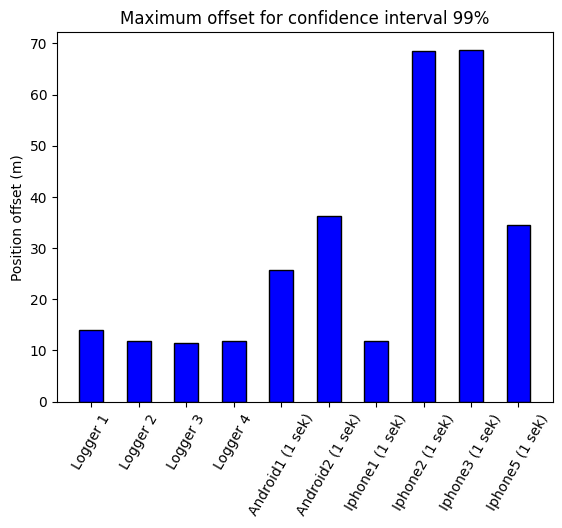 Maximum offset for confidence interval 99%
Position offset (m)
70
60
50
40
30
20
10
0
Logger 1
Logger 2
Logger 3
Logger 4
Android1 (1 sek)
Android2 (1 sek)
Iphone1 (1 sek)
Iphone2 (1 sek)
Iphone3 (1 sek)
Iphone5 (1 sek)